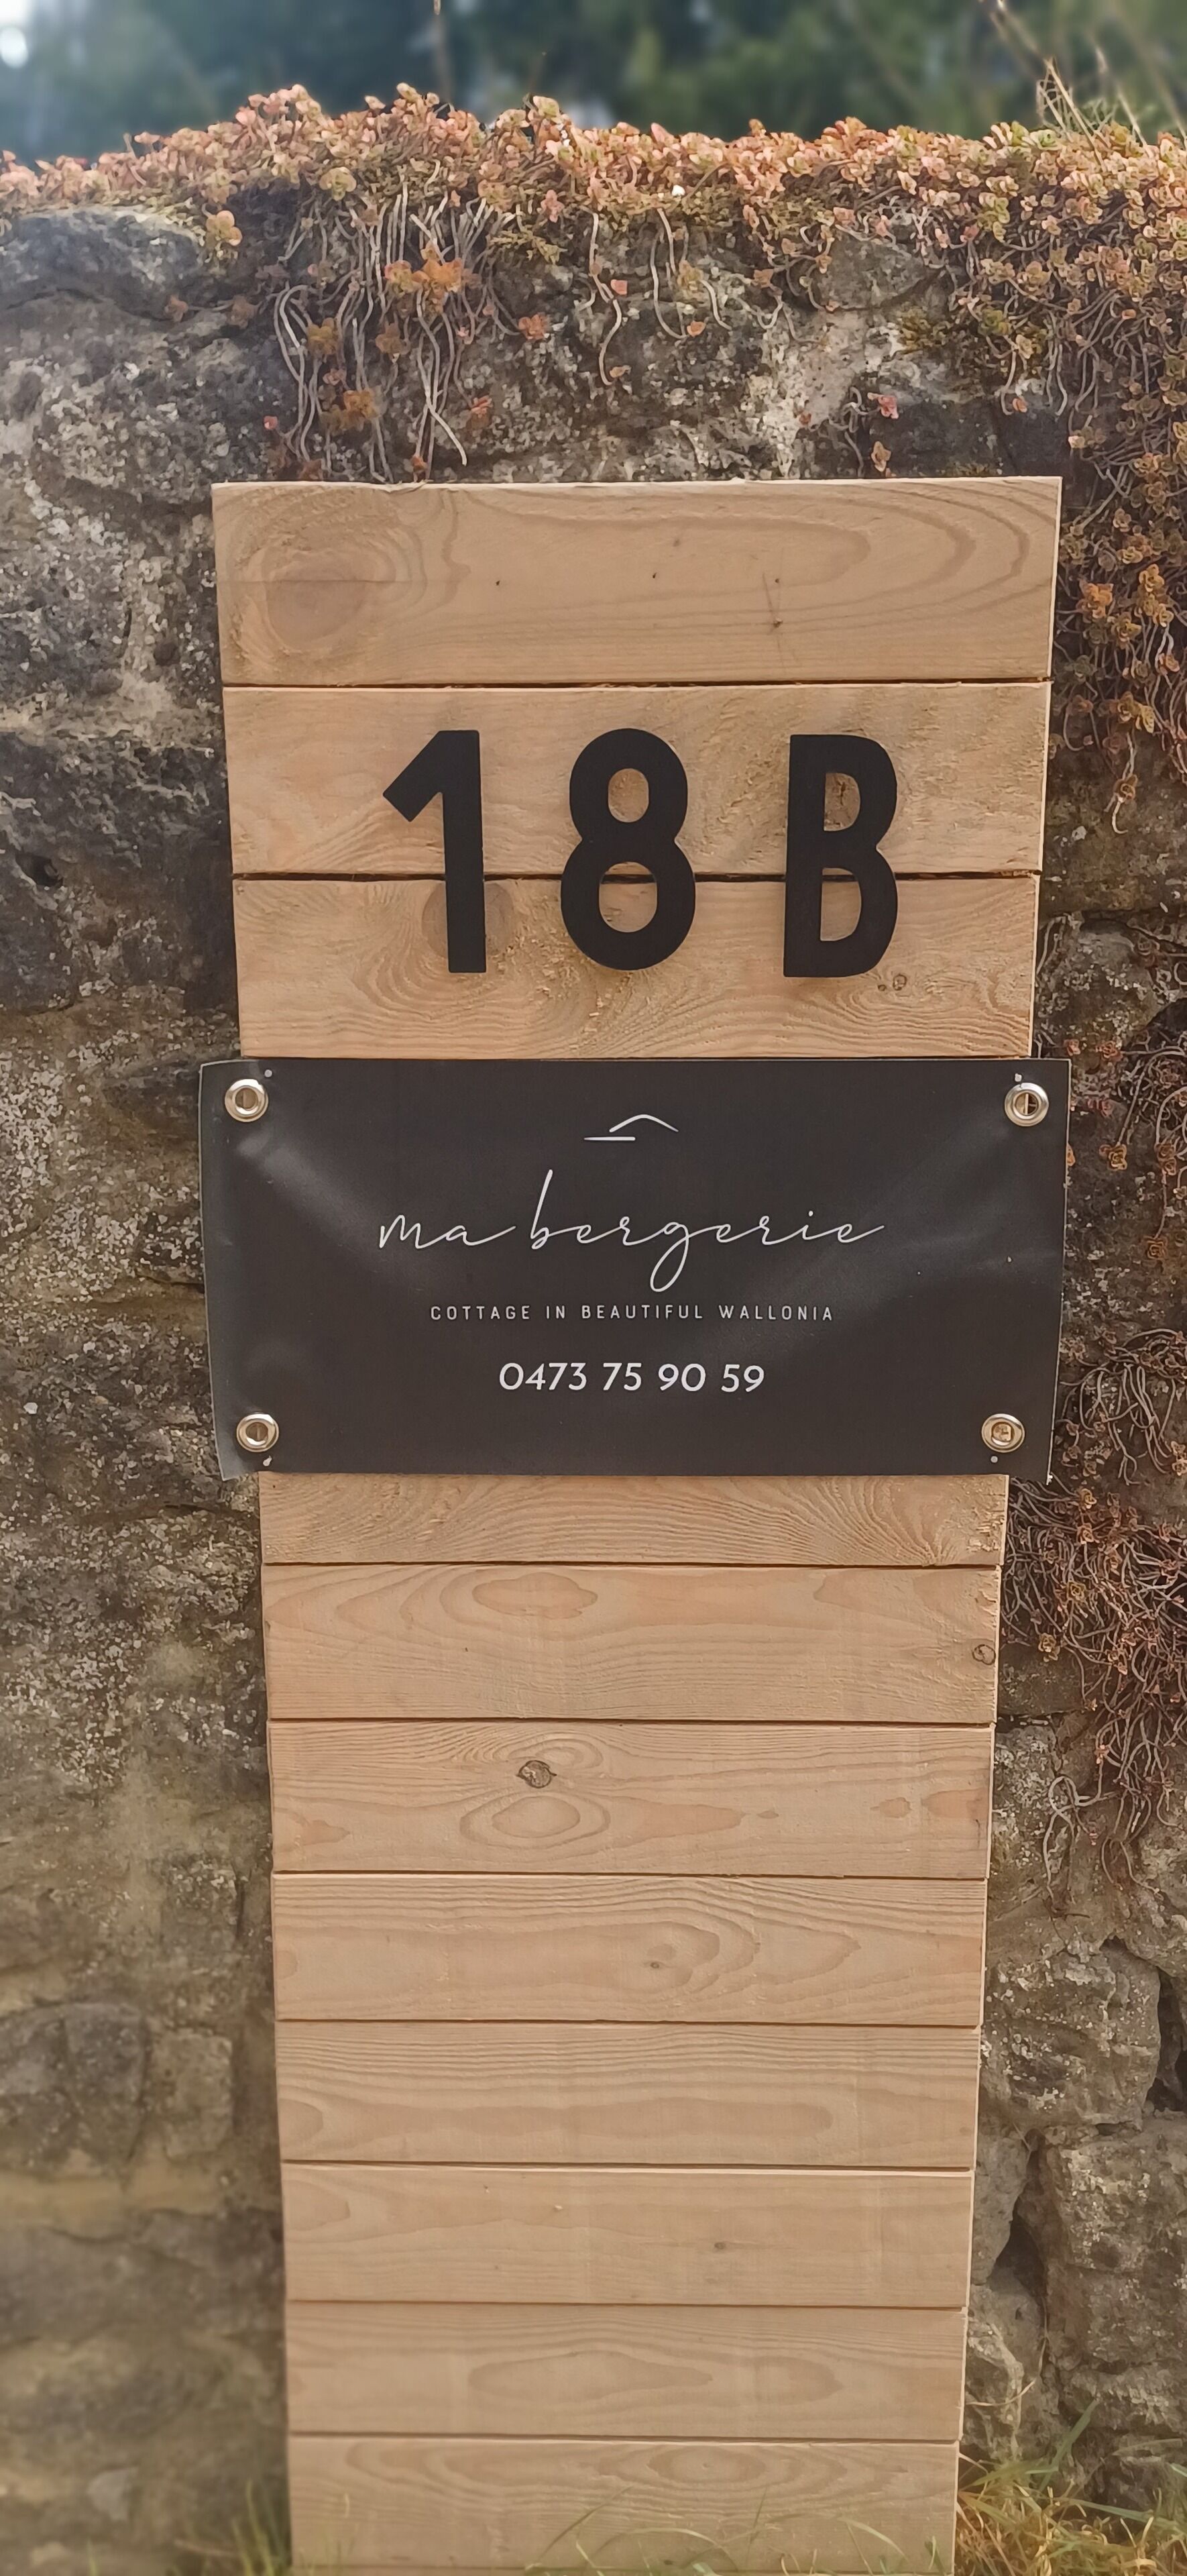 18B
ma bergerie
COTTAGE IN BEAUTIFUL WALLONIA
0473 75 90 59